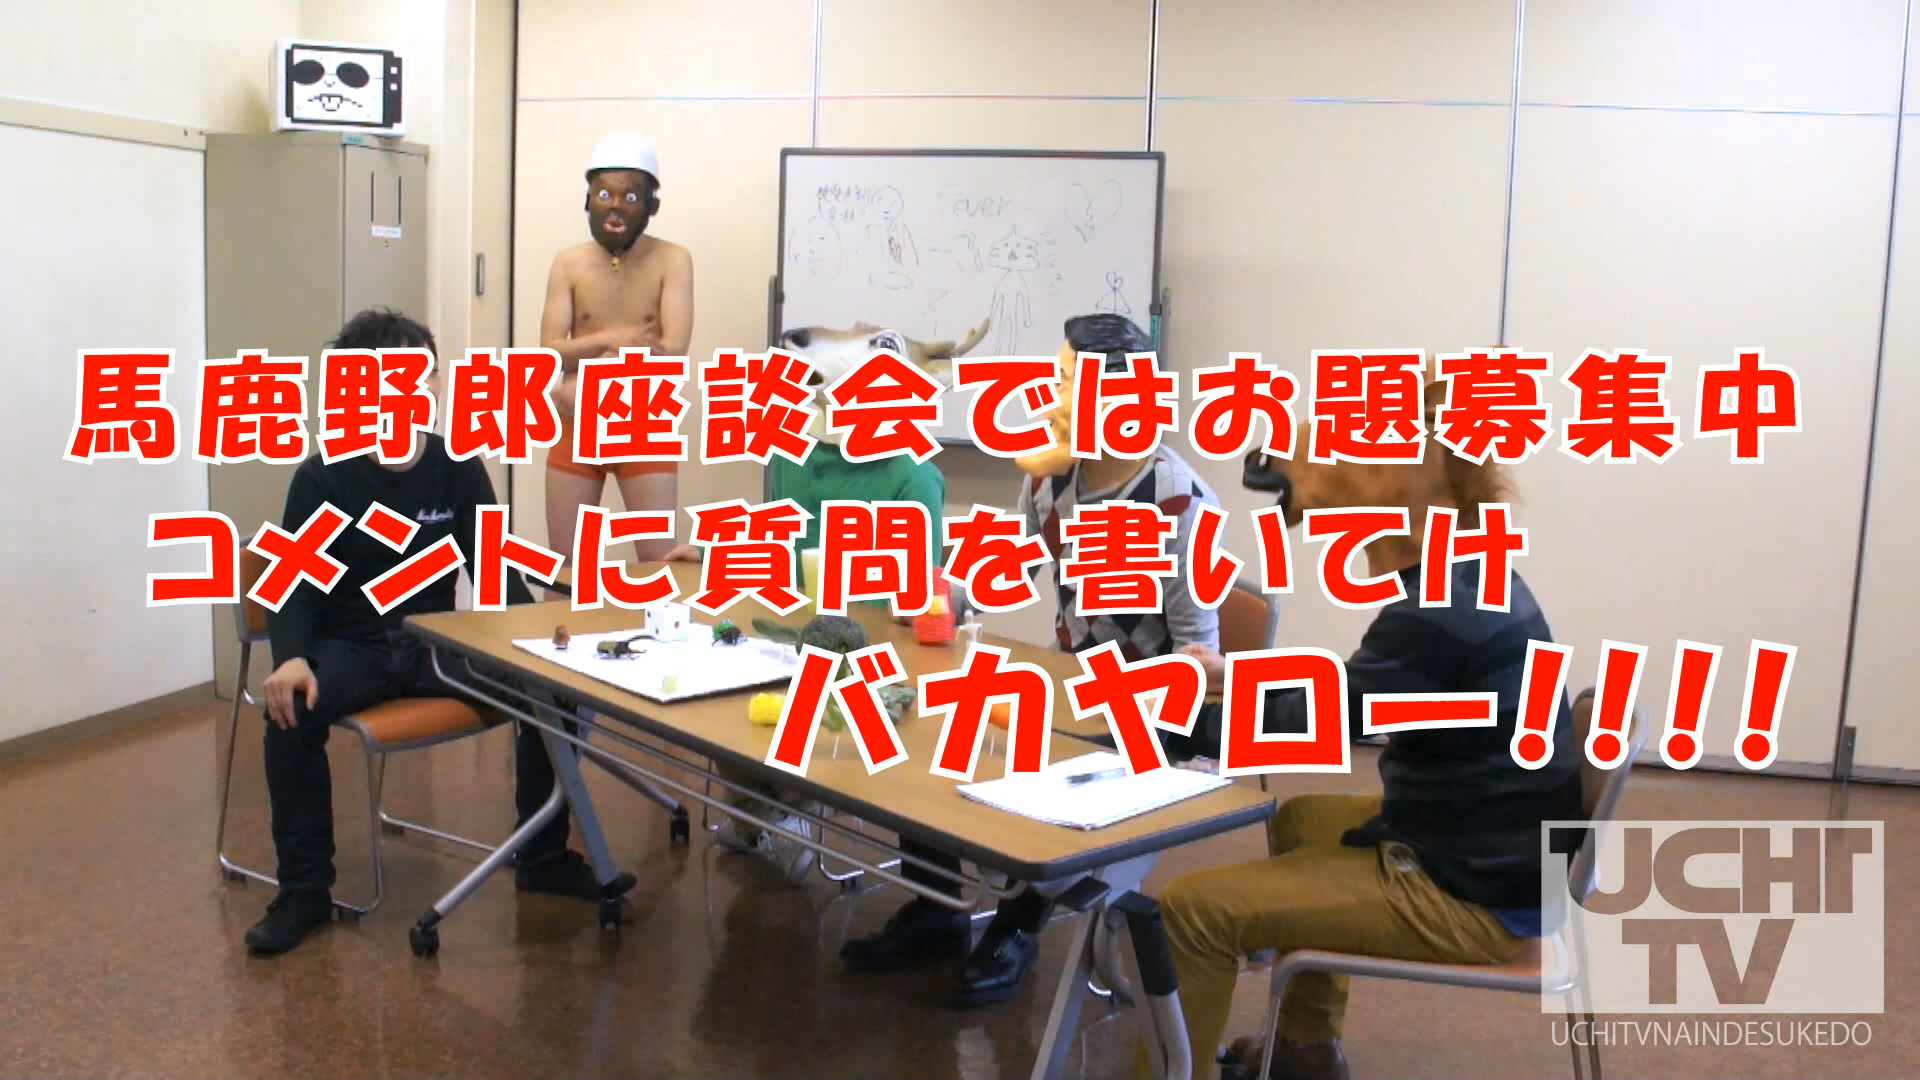 馬鹿野郎座談会ではお題募集中
コメントに質問を書いてけ
バカヤロー!!!!
Fever
UCHI
TV
UCHITVNAINDESUKEDO